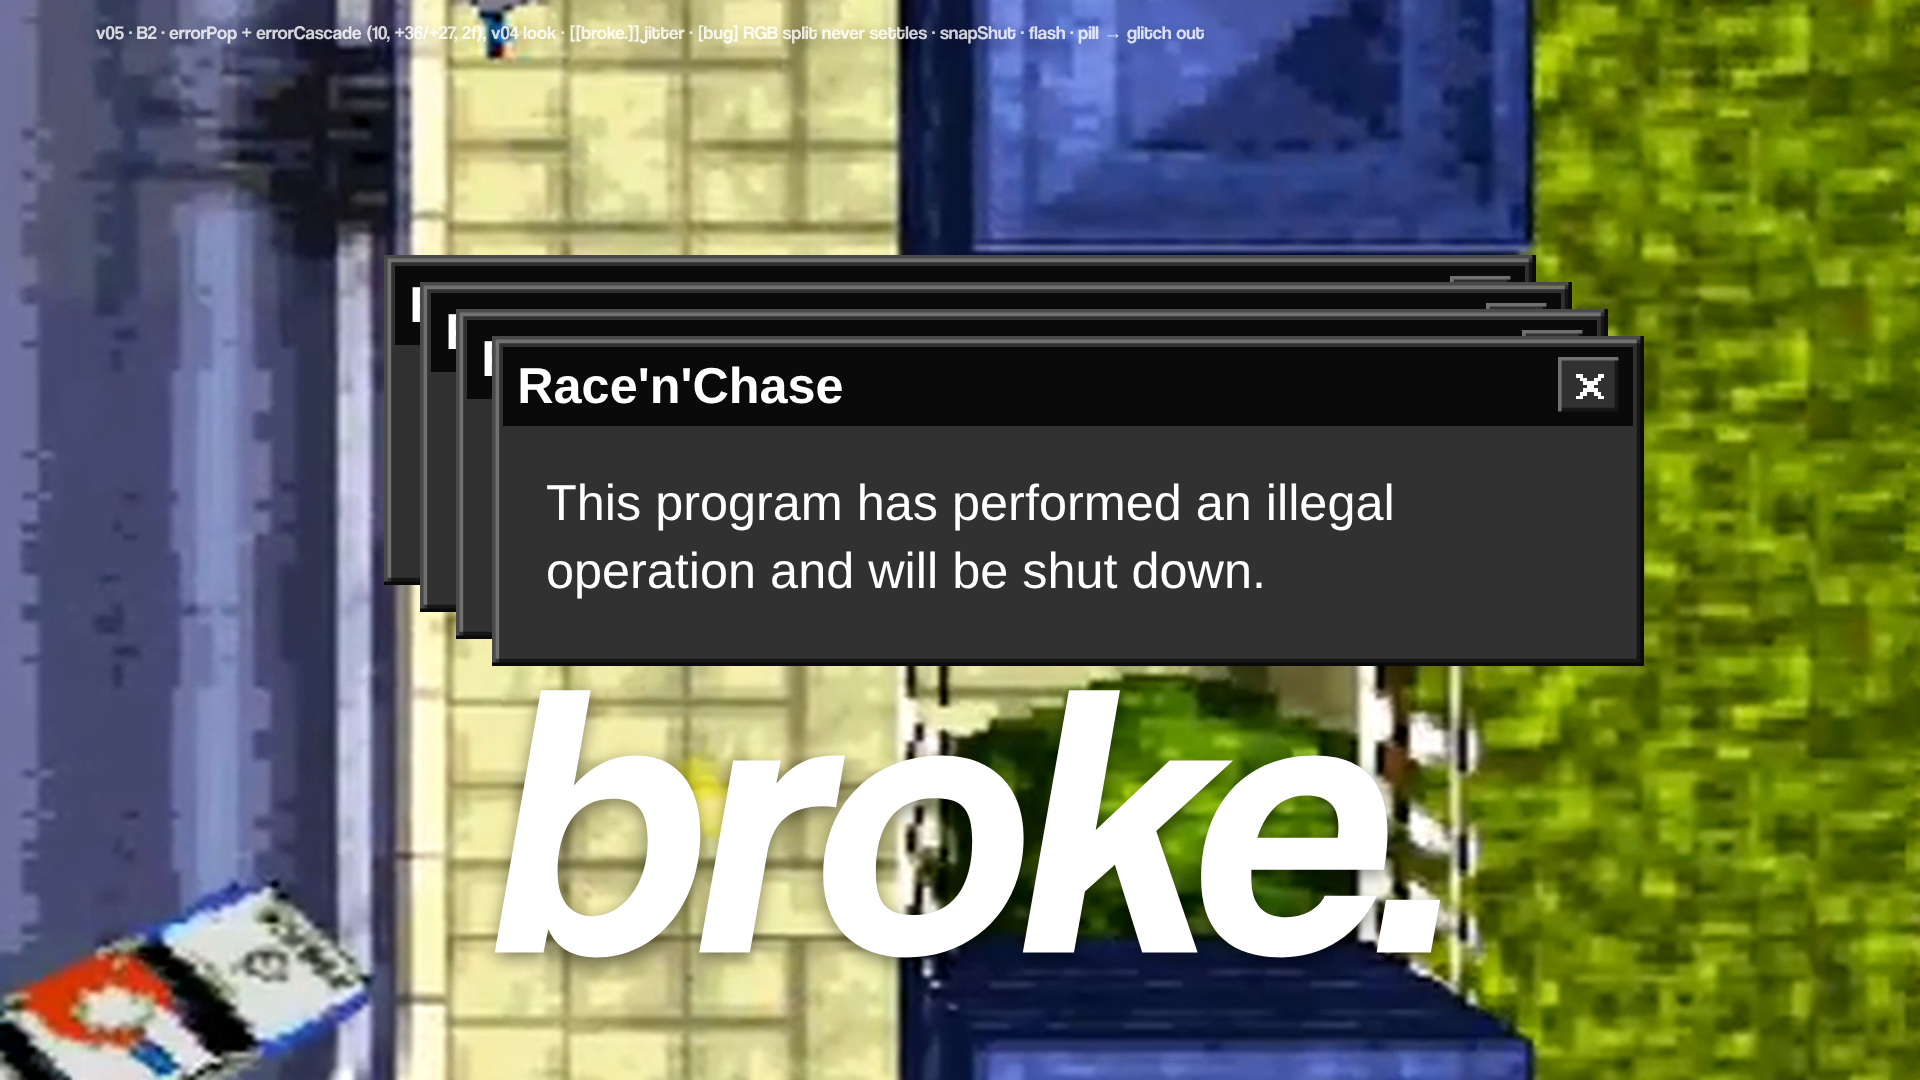 v05 · B2 · errorPop + errorCascade (10, +36/+27, 2f), v04 look · [[broke.]] jitter · [bug] RGB split never settles · snapShut · flash · pill → glitch out
Race'n'Chase
This program has performed an illegal
operation and will be shut down.
broke.